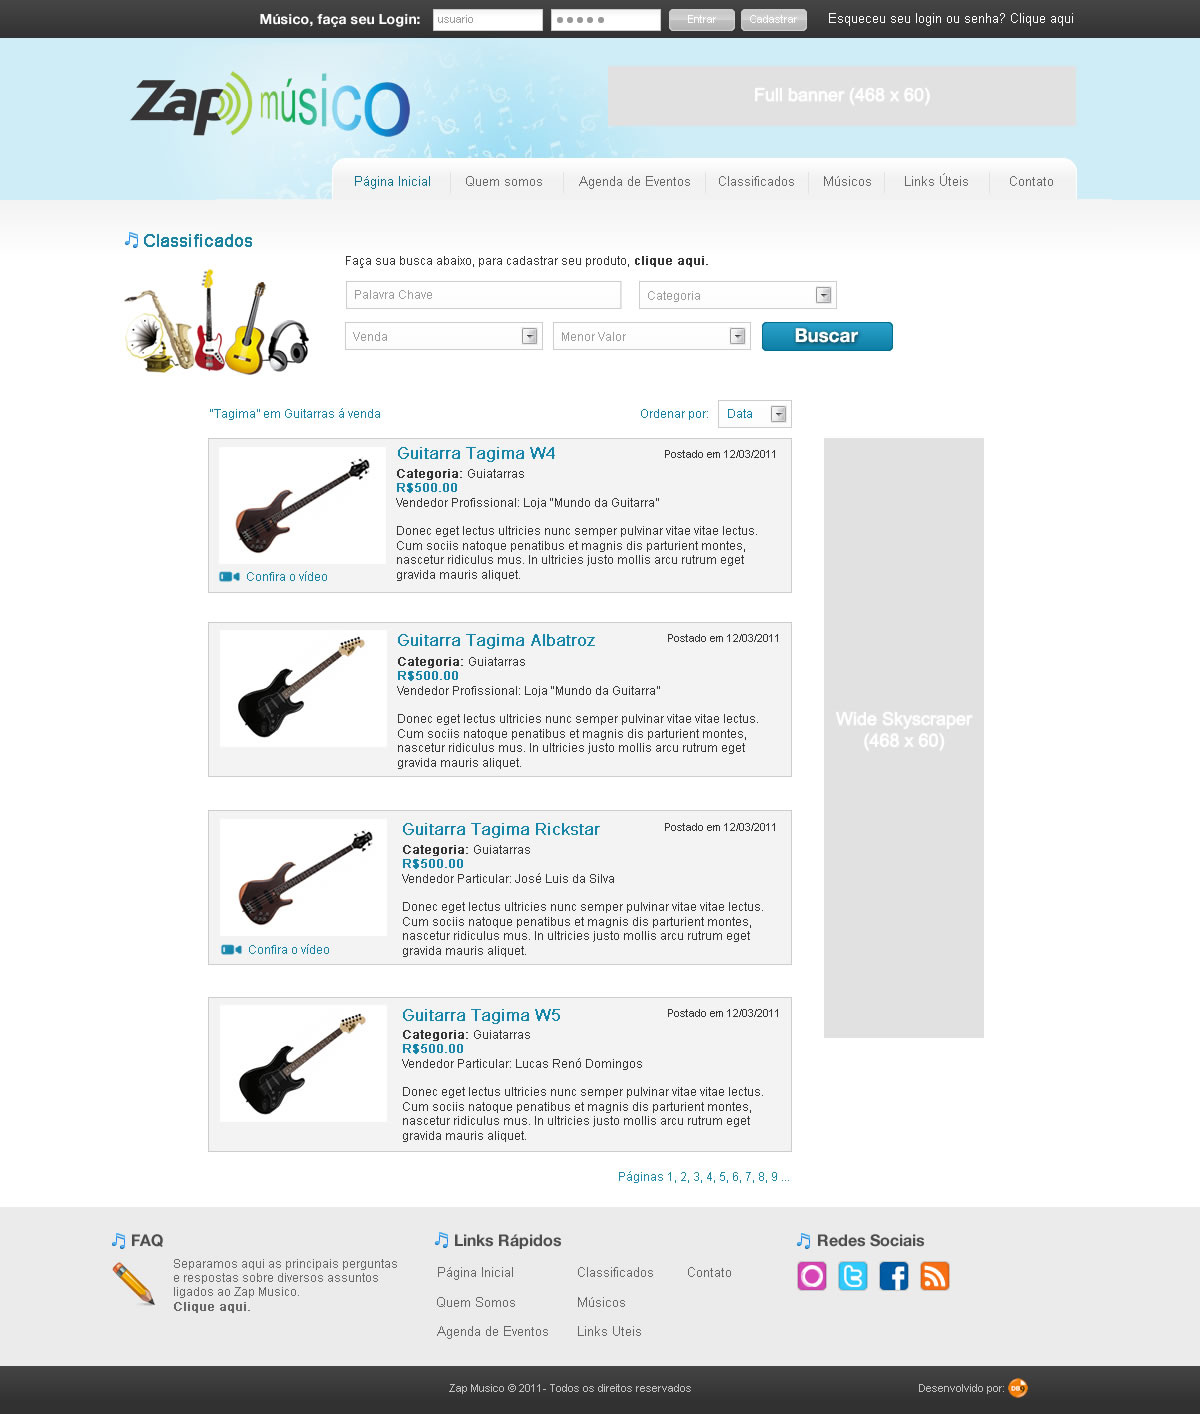 Músico, faça seu Login: usuario Entrar Cadastrar Esqueceu seu login ou senha? Clique aqui
Zap músico
Full banner (468 x 60)
Página Inicial Quem somos Agenda de Eventos Classificados Músicos Links Úteis Contato
Classificados
Faça sua busca abaixo, para cadastrar seu produto, clique aqui.
Palavra Chave Categoria
Venda Menor Valor Buscar
"Tagima" em Guitarras á venda Ordenar por: Data
Guitarra Tagima W4 Postado em 12/03/2011
Categoria: Guiatarras
R$500.00
Vendedor Profissional: Loja "Mundo da Guitarra"
Donec eget lectus ultricies nunc semper pulvinar vitae vitae lectus.
Cum sociis natoque penatibus et magnis dis parturient montes,
nascetur ridiculus mus. In ultricies justo mollis arcu rutrum eget
gravida mauris aliquet.
Confira o vídeo
Guitarra Tagima Albatroz Postado em 12/03/2011
Categoria: Guiatarras
R$500.00
Vendedor Profissional: Loja "Mundo da Guitarra"
Donec eget lectus ultricies nunc semper pulvinar vitae vitae lectus.
Cum sociis natoque penatibus et magnis dis parturient montes,
nascetur ridiculus mus. In ultricies justo mollis arcu rutrum eget
gravida mauris aliquet.
Wide Skyscraper
(468 x 60)
Guitarra Tagima Rickstar Postado em 12/03/2011
Categoria: Guiatarras
R$500.00
Vendedor Particular: José Luis da Silva
Donec eget lectus ultricies nunc semper pulvinar vitae vitae lectus.
Cum sociis natoque penatibus et magnis dis parturient montes,
nascetur ridiculus mus. In ultricies justo mollis arcu rutrum eget
gravida mauris aliquet.
Confira o vídeo
Guitarra Tagima W5 Postado em 12/03/2011
Categoria: Guiatarras
R$500.00
Vendedor Particular: Lucas Renó Domingos
Donec eget lectus ultricies nunc semper pulvinar vitae vitae lectus.
Cum sociis natoque penatibus et magnis dis parturient montes,
nascetur ridiculus mus. In ultricies justo mollis arcu rutrum eget
gravida mauris aliquet.
Páginas 1, 2, 3, 4, 5, 6, 7, 8, 9 ...
FAQ
Separamos aqui as principais perguntas
e respostas sobre diversos assuntos
ligados ao Zap Musico.
Clique aqui.
Links Rápidos
Página Inicial Classificados Contato
Quem Somos Músicos
Agenda de Eventos Links Uteis
Redes Sociais
Zap Musico © 2011- Todos os direitos reservados
Desenvolvido por: